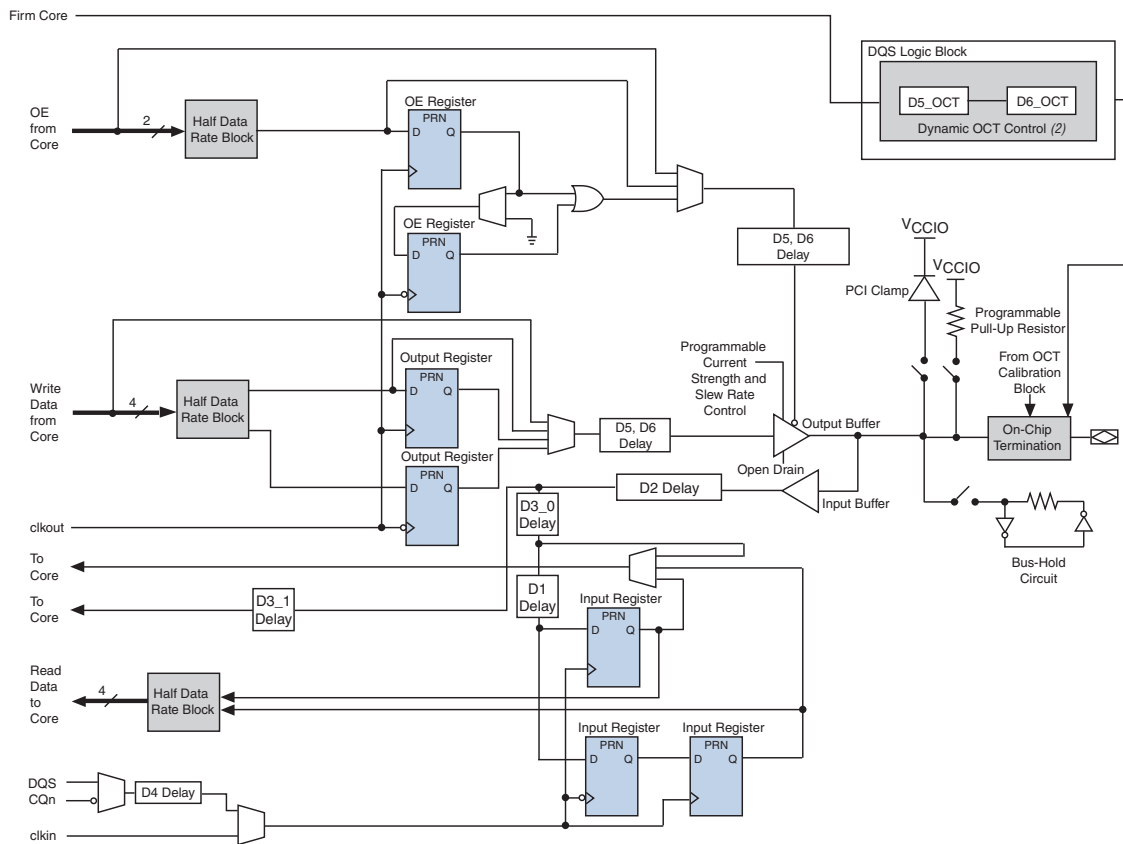 Firm Core
DQS Logic Block
D5_OCT
D6_OCT
Dynamic OCT Control (2)
OE
from
Core
2
Half Data
Rate Block
OE Register
PRN
D
Q
OE Register
PRN
D
Q
D5, D6
Delay
VCCIO
VCCIO
PCI Clamp
Programmable
Pull-Up Resistor
From OCT
Calibration
Block
Programmable
Current
Strength and
Slew Rate
Control
Write
Data
from
Core
4
Half Data
Rate Block
Output Register
PRN
D
Q
Output Register
PRN
D
Q
D5, D6
Delay
Output Buffer
Open Drain
On-Chip
Termination
D2 Delay
Input Buffer
D3_0
Delay
clkout
Bus-Hold
Circuit
To
Core
D1
Delay
To
Core
D3_1
Delay
Input Register
PRN
D
Q
Read
Data
to
Core
4
Half Data
Rate Block
Input Register
PRN
D
Q
Input Register
PRN
D
Q
DQS
CQn
D4 Delay
clkin